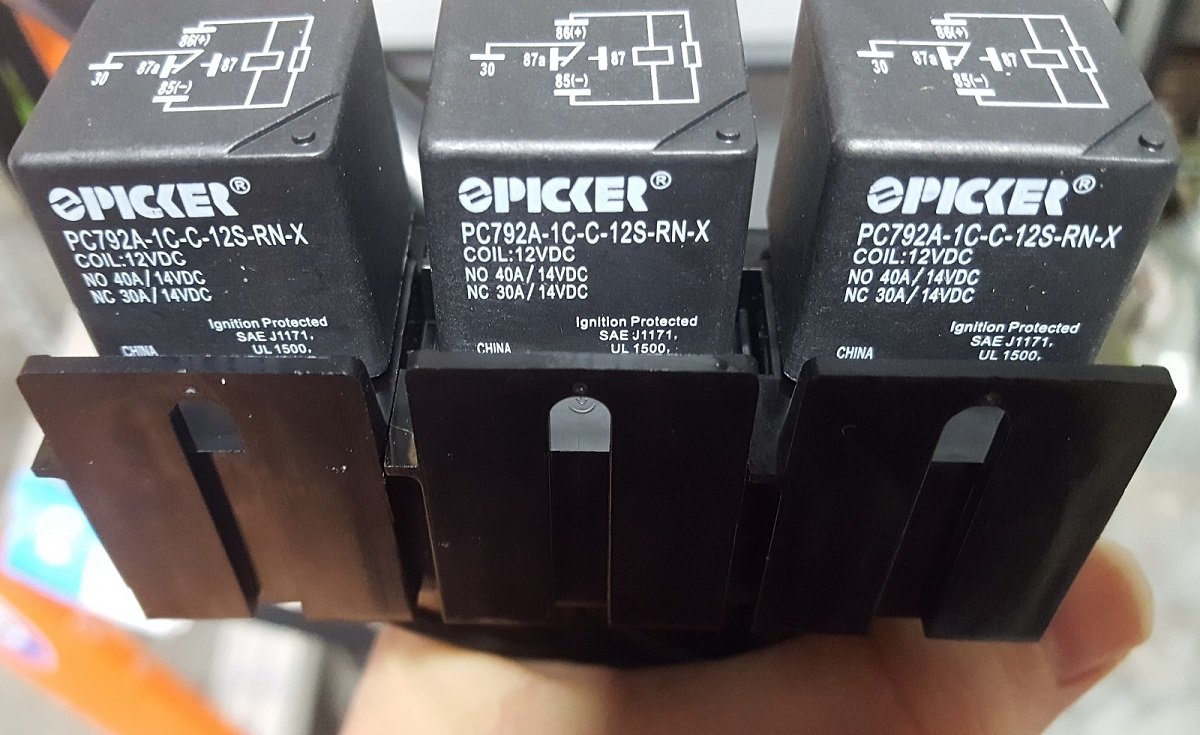 86(+)
30 87a 87
85(-)
PICKER®
PC792A-1C-C-12S-RN-X
COIL:12VDC
NO 40A / 14VDC
NC 30A / 14VDC
Ignition Protected
SAE J1171,
CHINA UL 1500,
86(+)
30 87a 87
85(-)
PICKER®
PC792A-1C-C-12S-RN-X
COIL:12VDC
NO 40A / 14VDC
NC 30A / 14VDC
Ignition Protected
SAE J1171,
CHINA UL 1500,
86(+)
30 87a 87
85(-)
PICKER®
PC792A-1C-C-12S-RN-X
COIL:12VDC
NO 40A / 14VDC
NC 30A / 14VDC
Ignition Protected
SAE J1171,
CHINA UL 1500,